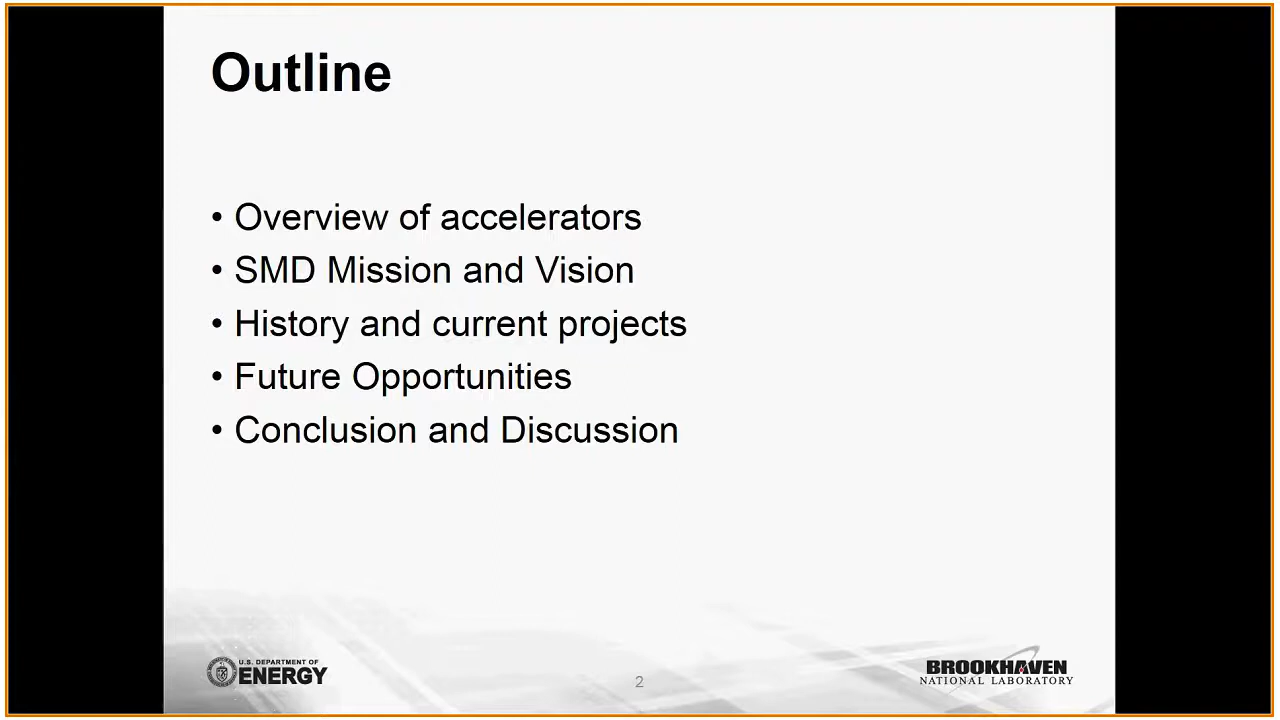 Outline
• Overview of accelerators
• SMD Mission and Vision
• History and current projects
• Future Opportunities
• Conclusion and Discussion
U.S. DEPARTMENT OF
ENERGY
2
BROOKHAVEN
NATIONAL LABORATORY